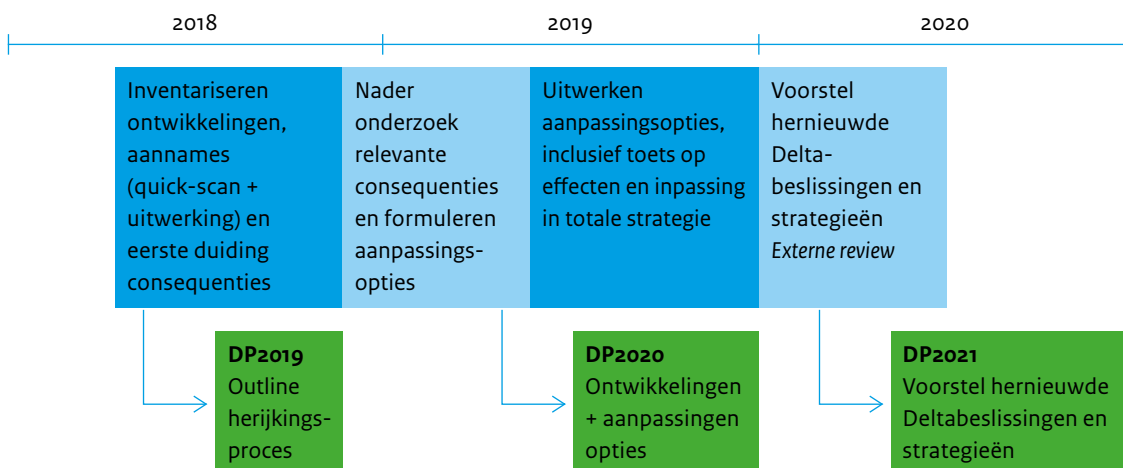 2018
2019
2020
Inventariseren
ontwikkelingen,
aannames
(quick-scan +
uitwerking) en
eerste duiding
consequenties
Nader
onderzoek
relevante
consequenties
en formuleren
aanpassings-
opties
Uitwerken
aanpassingsopties,
inclusief toets op
effecten en inpassing
in totale strategie
Voorstel
hernieuwde
Delta-
beslissingen en
strategieën
Externe review
DP2019
Outline
herijkings-
proces
DP2020
Ontwikkelingen
+ aanpassingen
opties
DP2021
Voorstel hernieuwde
Deltabeslissingen en
strategieën